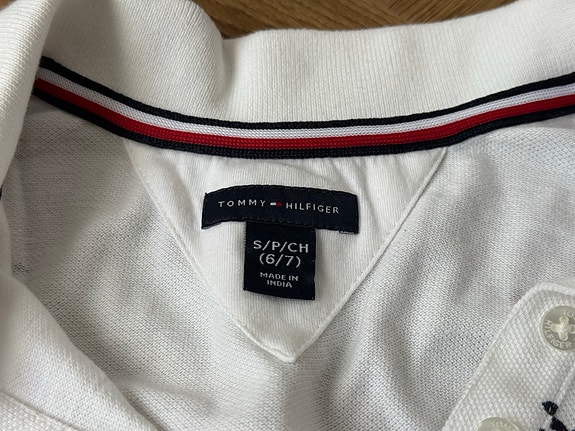 TOMMY HILFIGER
S/P/CH
(6/7)
MADE IN
INDIA